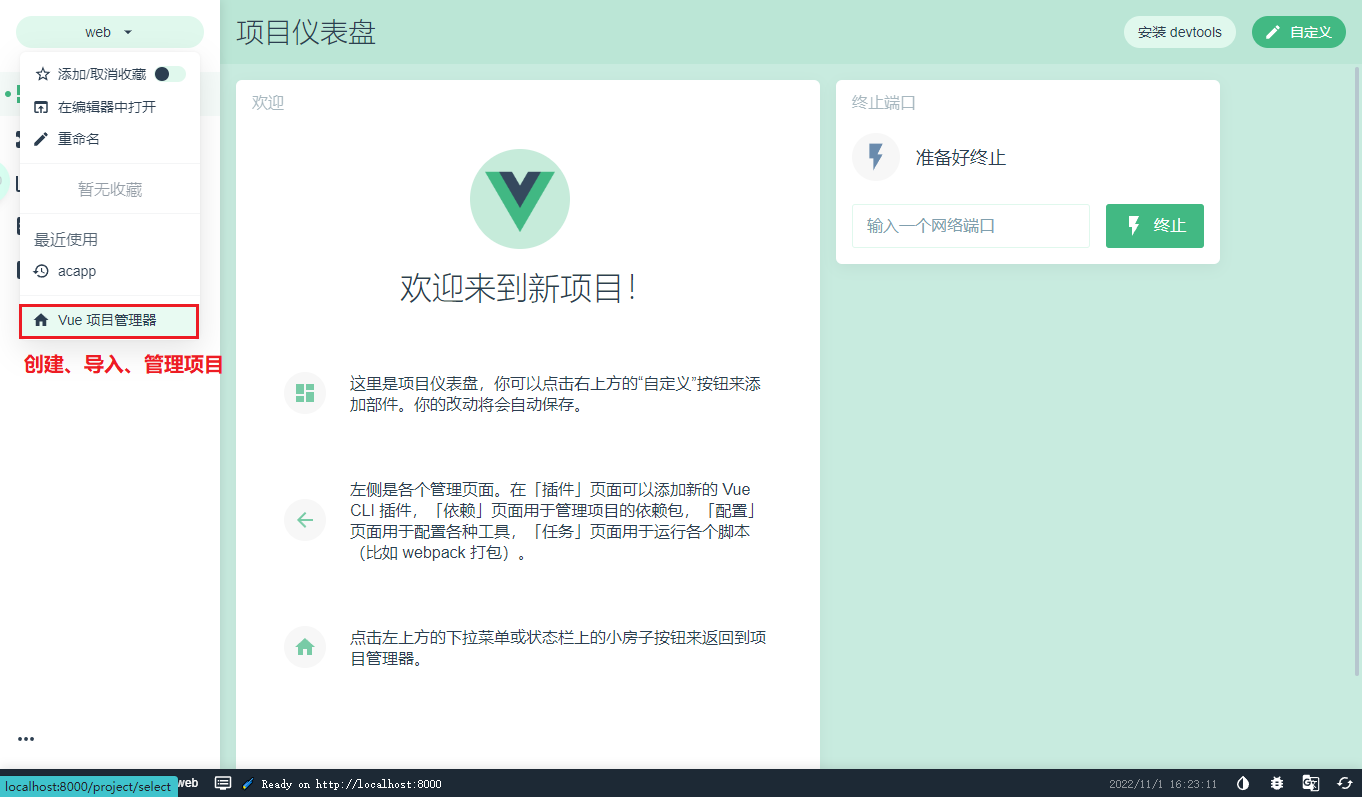 web
添加/取消收藏
在编辑器中打开
重命名
暂无收藏
最近使用
acapp
Vue 项目管理器
创建、导入、管理项目
项目仪表盘
安装 devtools
自定义
欢迎
欢迎来到新项目！
这里是项目仪表盘，你可以点击右上方的“自定义”按钮来添
加部件。你的改动将会自动保存。
左侧是各个管理页面。在「插件」页面可以添加新的 Vue
CLI 插件，「依赖」页面用于管理项目的依赖包，「配置」
页面用于配置各种工具，「任务」页面用于运行各个脚本
（比如 webpack 打包）。
点击左上方的下拉菜单或状态栏上的小房子按钮来返回到项
目管理器。
终止端口
准备好终止
输入一个网络端口
终止
localhost:8000/project/select
web
Ready on http://localhost:8000
2022/11/1 16:23:11